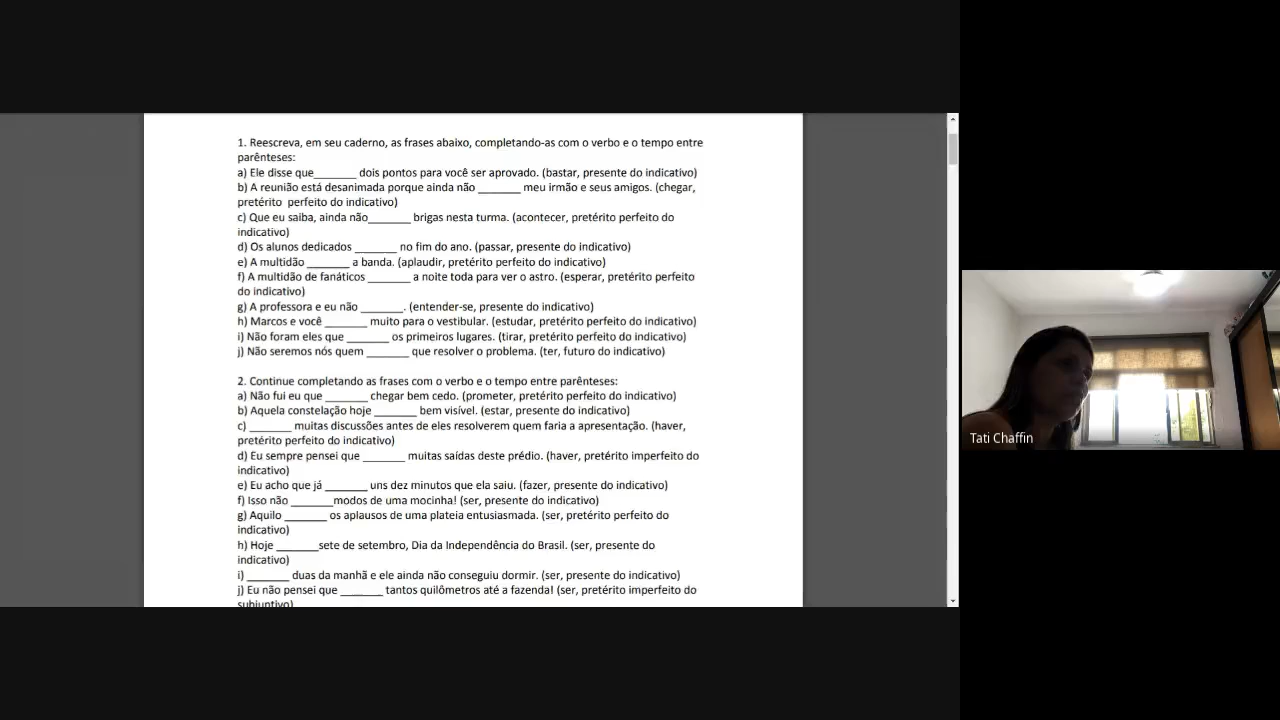 1. Reescreva, em seu caderno, as frases abaixo, completando-as com o verbo e o tempo entre
parênteses:
a) Ele disse que_______ dois pontos para você ser aprovado. (bastar, presente do indicativo)
b) A reunião está desanimada porque ainda não _______ meu irmão e seus amigos. (chegar,
pretérito perfeito do indicativo)
c) Que eu saiba, ainda não_______ brigas nesta turma. (acontecer, pretérito perfeito do
indicativo)
d) Os alunos dedicados _______ no fim do ano. (passar, presente do indicativo)
e) A multidão _______ a banda. (aplaudir, pretérito perfeito do indicativo)
f) A multidão de fanáticos _______ a noite toda para ver o astro. (esperar, pretérito perfeito
do indicativo)
g) A professora e eu não _______. (entender-se, presente do indicativo)
h) Marcos e você _______ muito para o vestibular. (estudar, pretérito perfeito do indicativo)
i) Não foram eles que _______ os primeiros lugares. (tirar, pretérito perfeito do indicativo)
j) Não seremos nós quem _______ que resolver o problema. (ter, futuro do indicativo)
2. Continue completando as frases com o verbo e o tempo entre parênteses:
a) Não fui eu que _______ chegar bem cedo. (prometer, pretérito perfeito do indicativo)
b) Aquela constelação hoje _______ bem visível. (estar, presente do indicativo)
c) _______ muitas discussões antes de eles resolverem quem faria a apresentação. (haver,
pretérito perfeito do indicativo)
d) Eu sempre pensei que _______ muitas saídas deste prédio. (haver, pretérito imperfeito do
indicativo)
e) Eu acho que já _______ uns dez minutos que ela saiu. (fazer, presente do indicativo)
f) Isso não _______modos de uma mocinha! (ser, presente do indicativo)
g) Aquilo _______ os aplausos de uma plateia entusiasmada. (ser, pretérito perfeito do
indicativo)
h) Hoje _______sete de setembro, Dia da Independência do Brasil. (ser, presente do
indicativo)
i) _______ duas da manhã e ele ainda não conseguiu dormir. (ser, presente do indicativo)
j) Eu não pensei que _______ tantos quilômetros até a fazenda! (ser, pretérito imperfeito do
subjuntivo)
Tati Chaffin